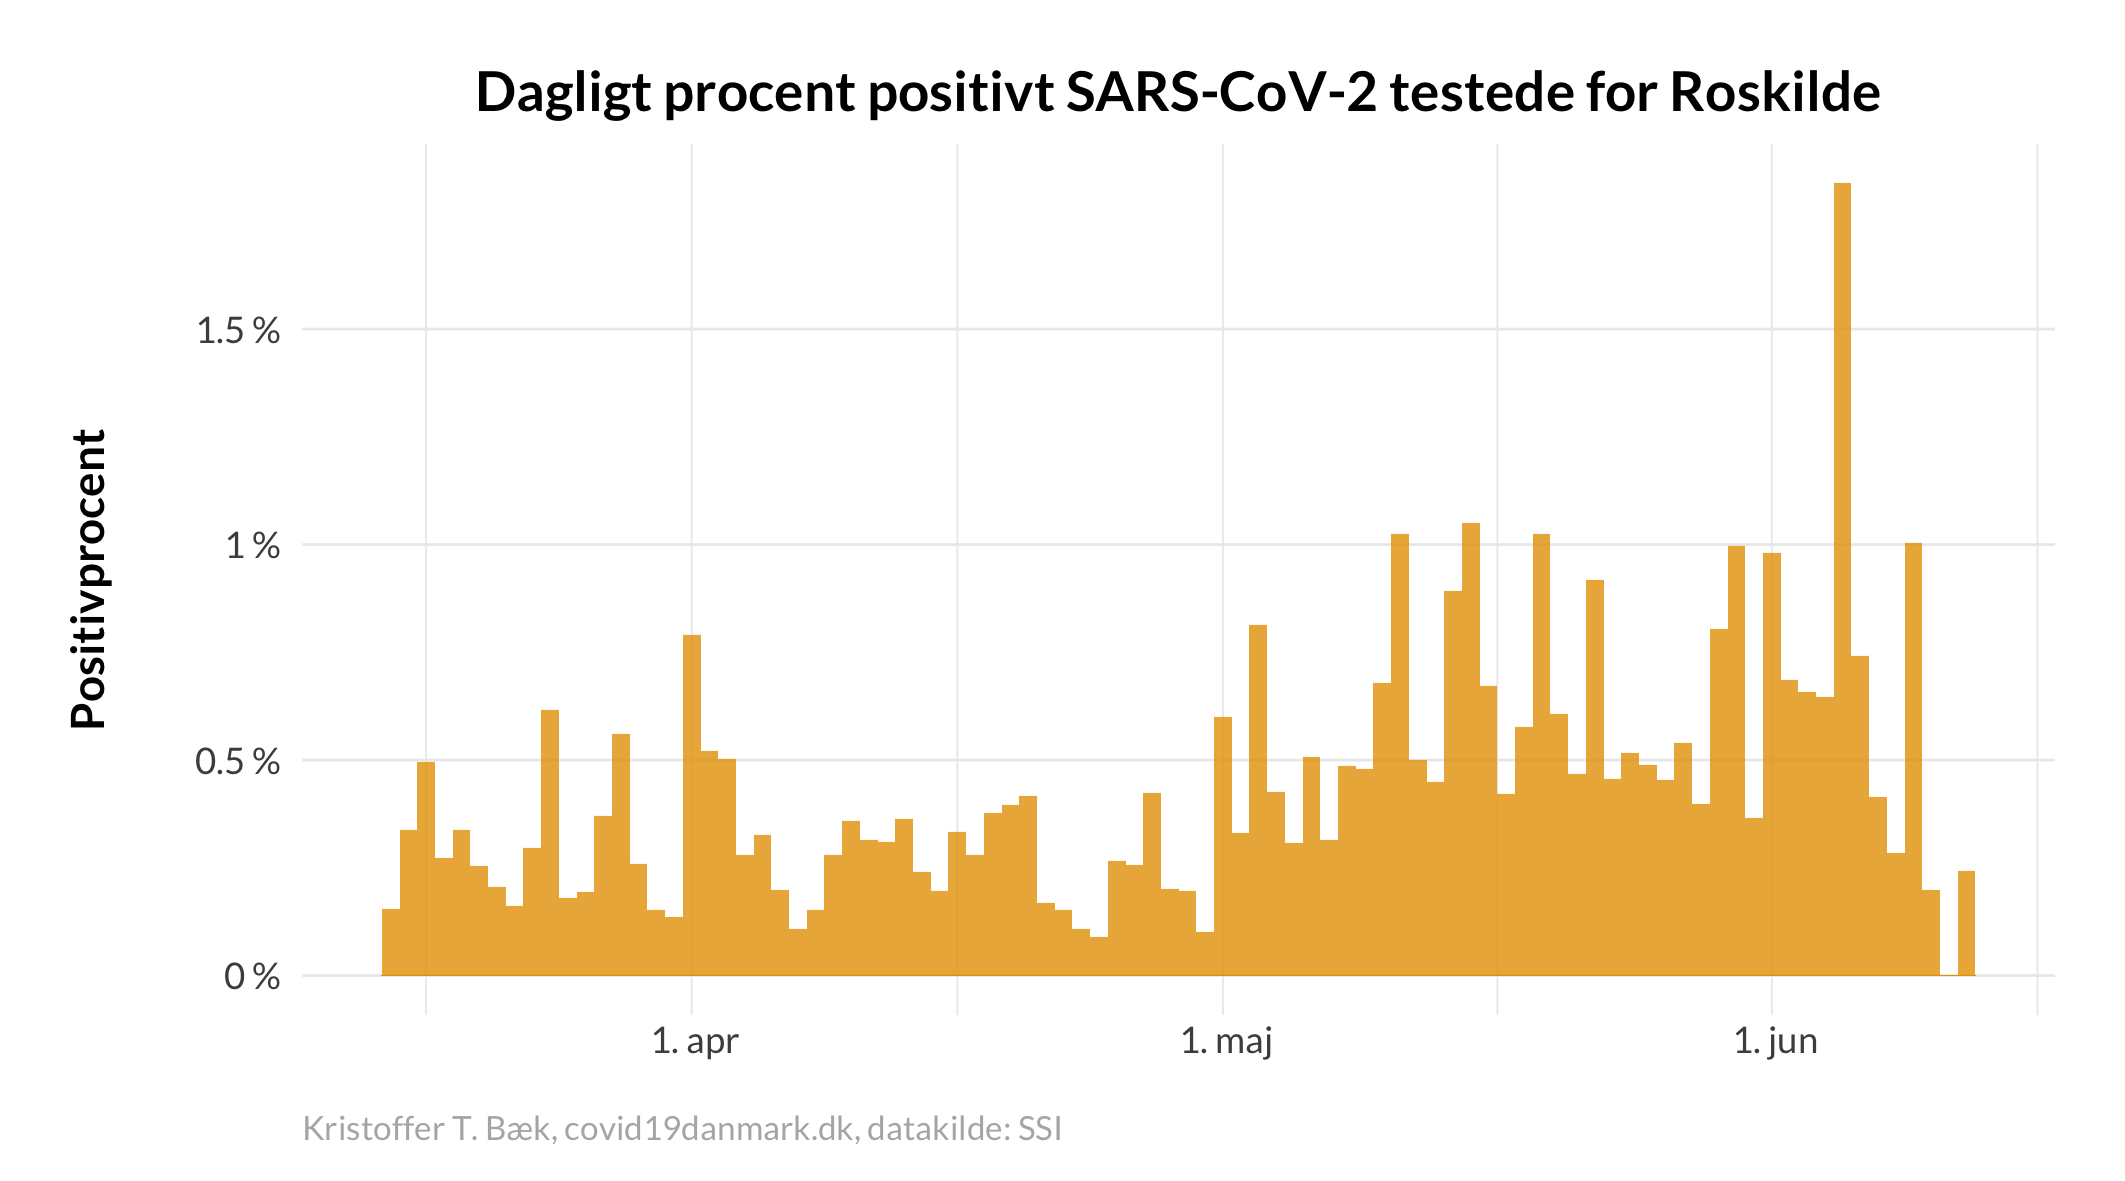 Dagligt procent positivt SARS-CoV-2 testede for Roskilde
Positivprocent
1.5 %
1 %
0.5 %
0 %
1. apr
1. maj
1. jun
Kristoffer T. Bæk, covid19danmark.dk, datakilde: SSI